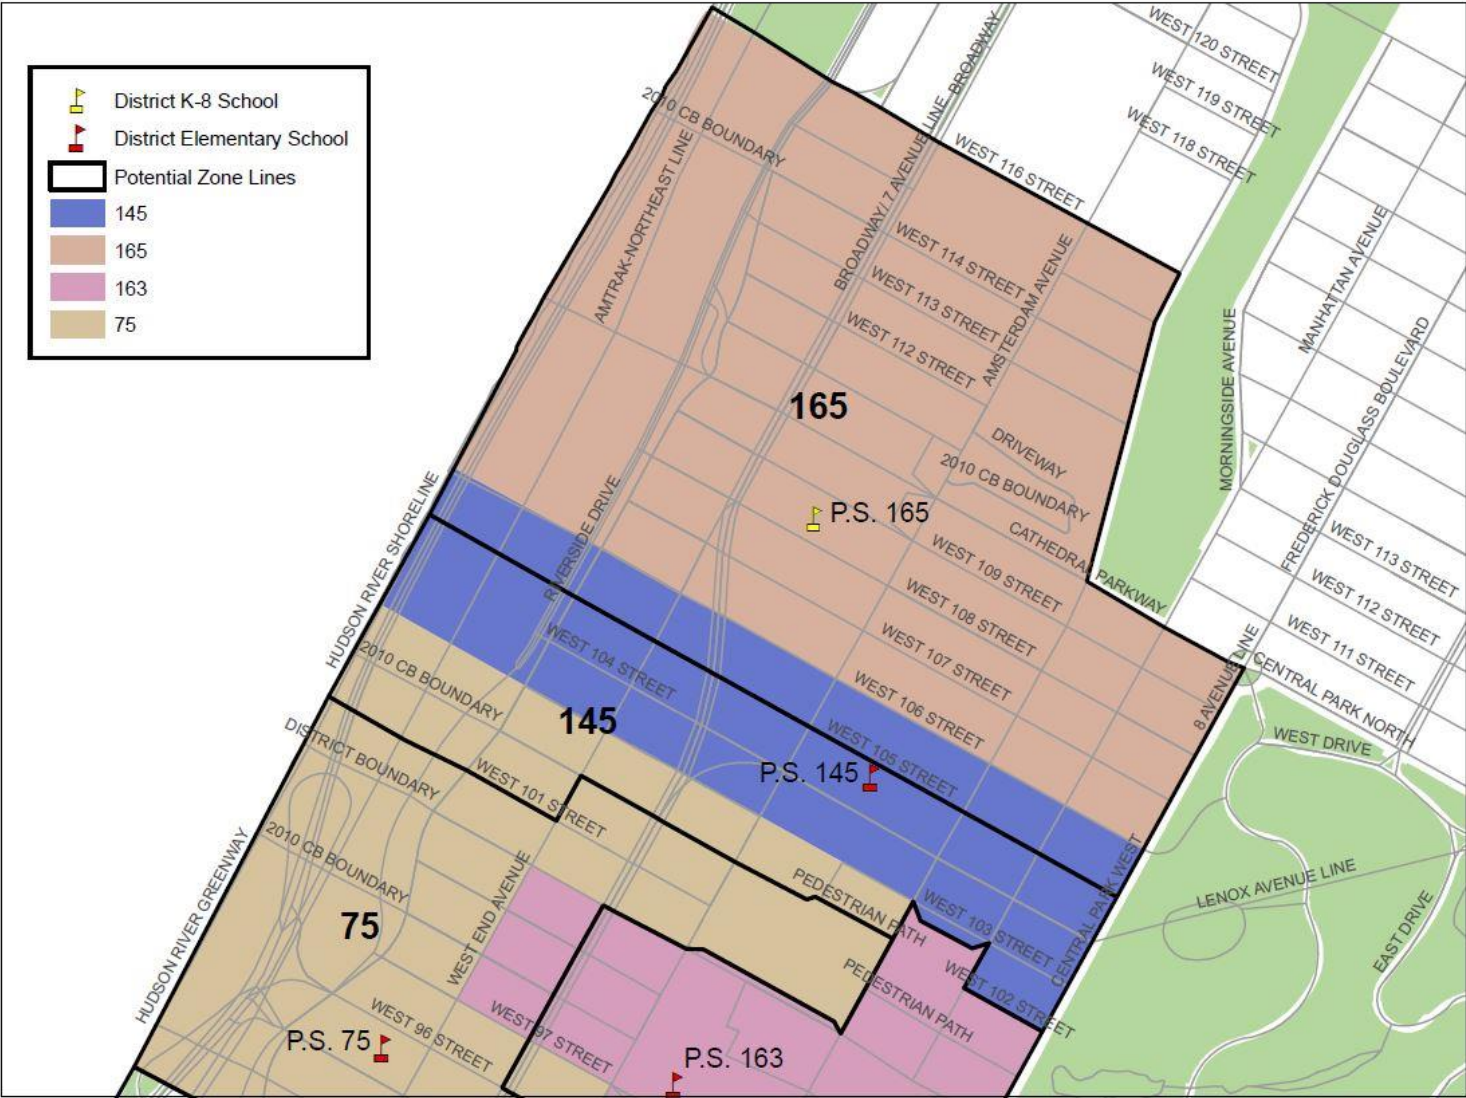 District K-8 School
District Elementary School
Potential Zone Lines
145
165
163
75
WEST 120 STREET
WEST 119 STREET
WEST 118 STREET
WEST 116 STREET
2010 CB BOUNDARY
AMTRAK-NORTHEAST LINE
BROADWAY/ 7 AVENUE LINE, BROADWAY
WEST 114 STREET
WEST 113 STREET
WEST 112 STREET
AMSTERDAM AVENUE
MORNINGSIDE AVENUE
MANHATTAN AVENUE
FREDERICK DOUGLASS BOULEVARD
165
DRIVEWAY
2010 CB BOUNDARY
CATHEDRAL PARKWAY
P.S. 165
WEST 109 STREET
WEST 108 STREET
WEST 107 STREET
WEST 106 STREET
WEST 105 STREET
WEST 113 STREET
WEST 112 STREET
WEST 111 STREET
CENTRAL PARK NORTH
8 AVENUE LINE
WEST DRIVE
HUDSON RIVER SHORELINE
RIVERSIDE DRIVE
WEST 104 STREET
2010 CB BOUNDARY
145
P.S. 145
DISTRICT BOUNDARY
WEST 101 STREET
2010 CB BOUNDARY
HUDSON RIVER GREENWAY
WEST END AVENUE
75
PEDESTRIAN PATH
PEDESTRIAN PATH
WEST 103 STREET
WEST 102 STREET
CENTRAL PARK WEST
LENOX AVENUE LINE
EAST DRIVE
WEST 96 STREET
WEST 97 STREET
P.S. 75
P.S. 163